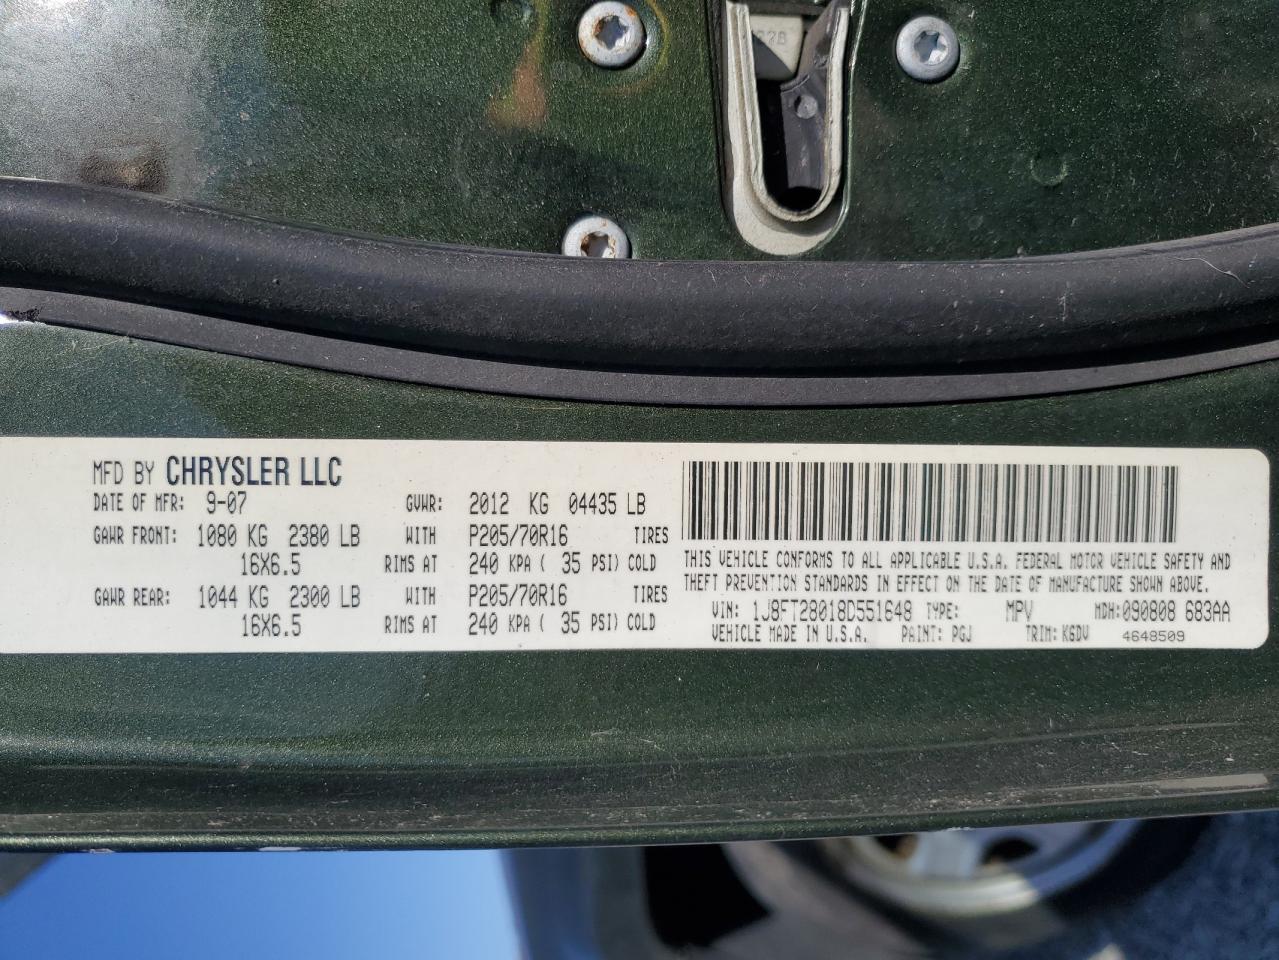 MFD BY CHRYSLER LLC
DATE OF MFR: 9-07 GVWR: 2012 KG 04435 LB
GAWR FRONT: 1080 KG 2380 LB WITH P205/70R16 TIRES
16X6.5 RIMS AT 240 KPA ( 35 PSI) COLD
GAWR REAR: 1044 KG 2300 LB WITH P205/70R16 TIRES
16X6.5 RIMS AT 240 KPA ( 35 PSI) COLD
THIS VEHICLE CONFORMS TO ALL APPLICABLE U.S.A. FEDERAL MOTOR VEHICLE SAFETY AND
THEFT PREVENTION STANDARDS IN EFFECT ON THE DATE OF MANUFACTURE SHOWN ABOVE.
VIN: 1J8FT28018D551648 TYPE: MPV MDH:090808 683AA
VEHICLE MADE IN U.S.A. PAINT: PGJ TRIM: K6DV 4648509